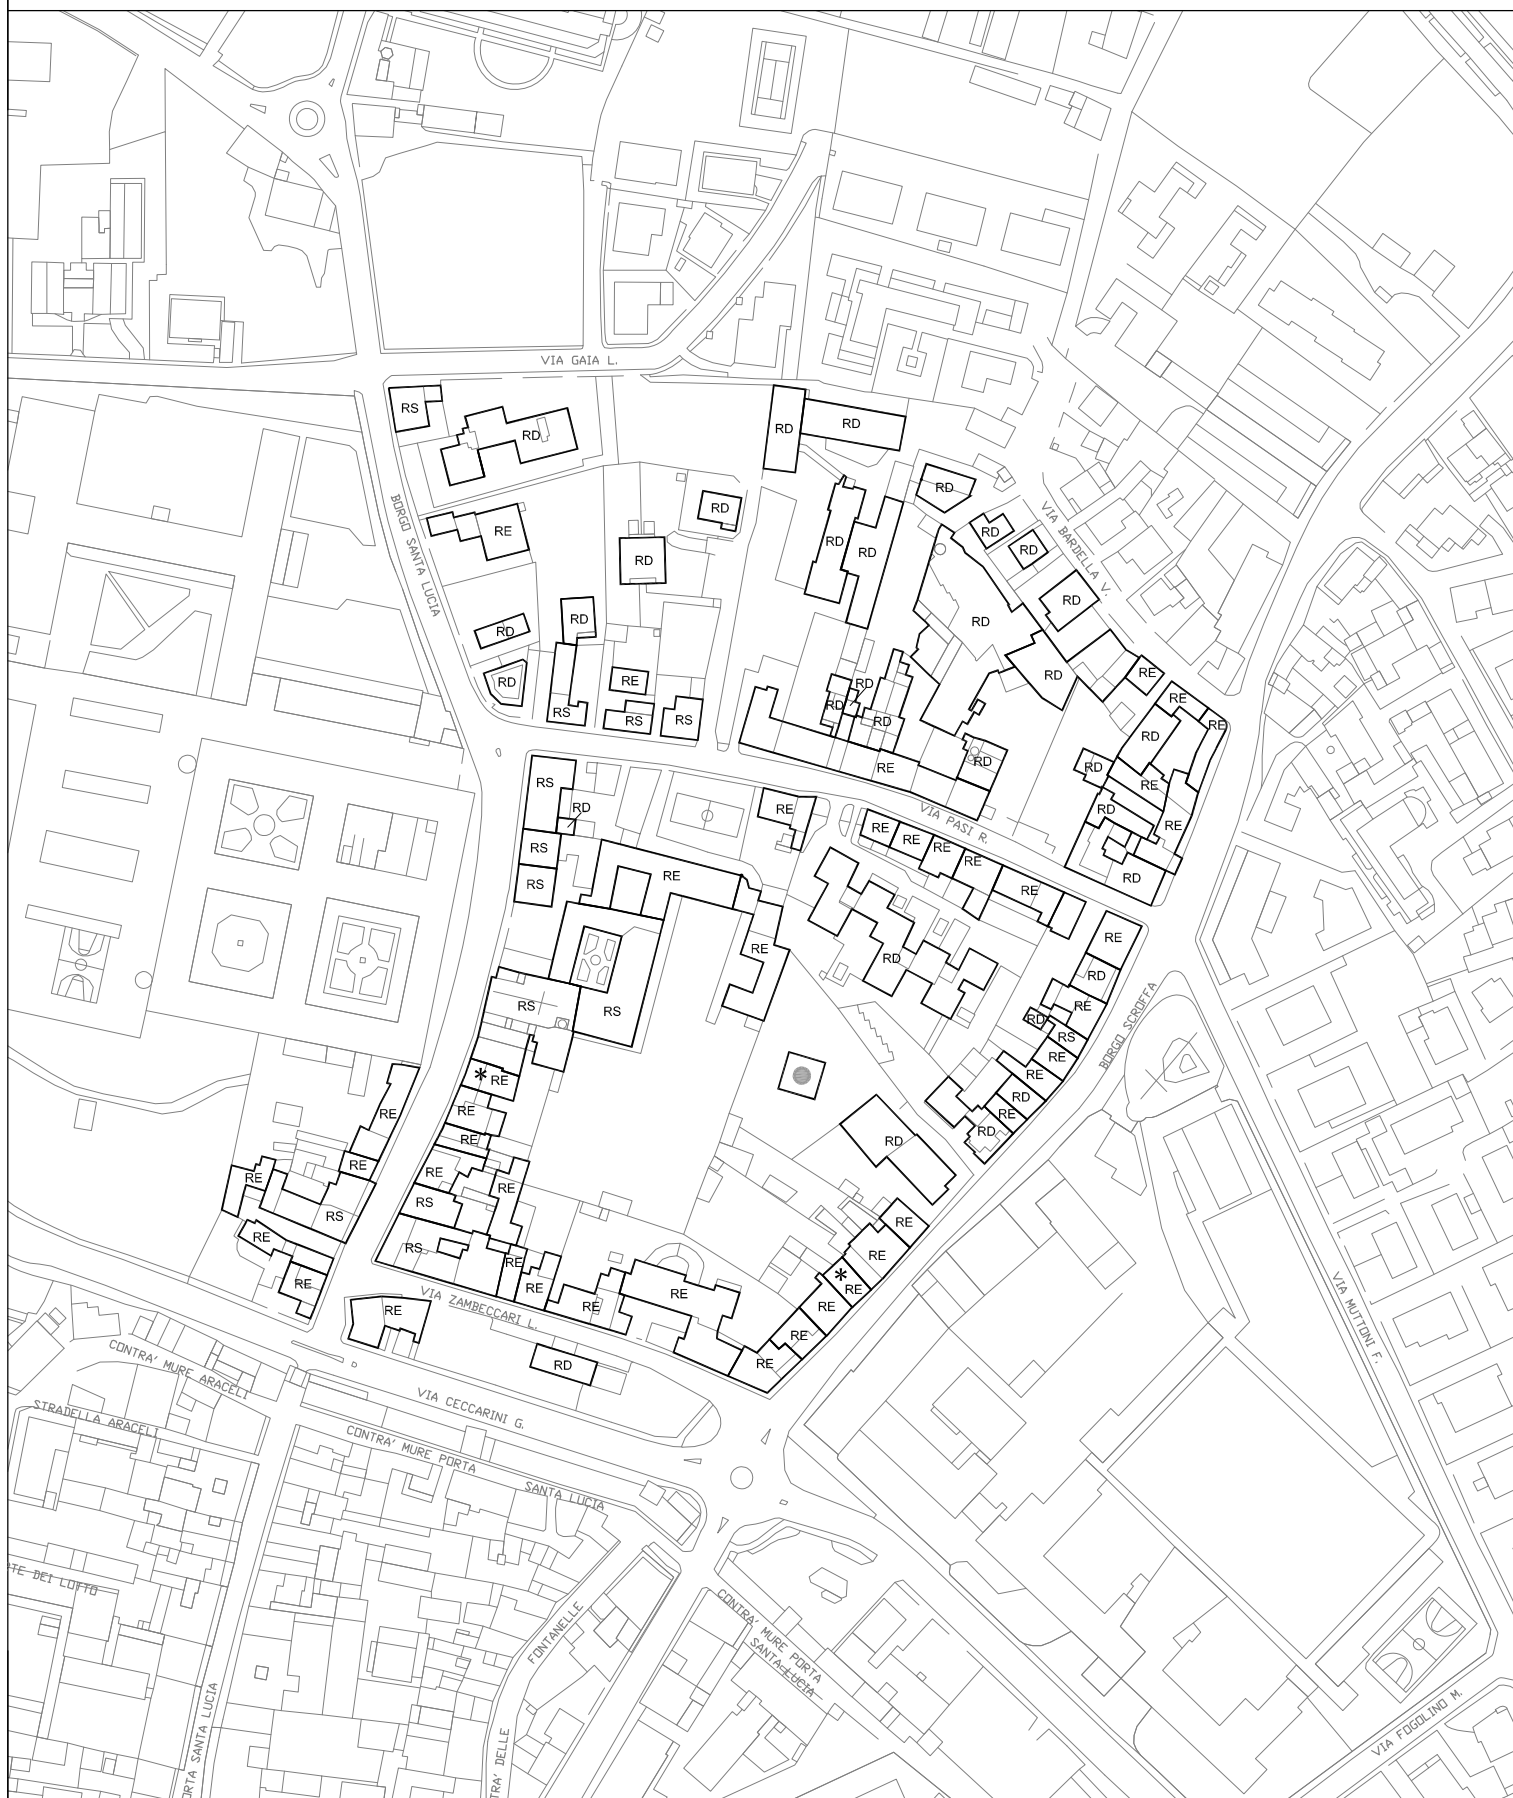 VIA GAIA L.
RS
RD
RD
RD
RD
BORGO SANTA LUCIA
RE
RD
RD
VIA BARDELLA V.
RD
RD
RD
RD
RD
RD
RD
RD
RD
RD
RE
RE
RD
RD
RD
RE
RE
RD
RS
RS
RS
RD
RE
RD
RS
RD
RE
RD
RE
RD
RE
RE
VIA PASI R.
RE
RE
RE
RE
RS
RS
RE
RE
RD
RE
RE
RD
RD
RE
RS
RS
RE
RD
RS
BORGO SCROFFA
RE
RE
* RE
RD
RE
RE
RE
RD
RD
RE
RE
RE
RE
RE
RS
RS
RE
RE
RS
RE
RE
RE
* RE
RE
RE
RE
RE
RE
RE
RE
VIA ZAMBECCARI L.
RD
RE
VIA MUTTONI F.
CONTRA' MURE ARACELI
VIA CECCARINI G.
STRADELLA ARACELI
CONTRA' MURE PORTA
SANTA LUCIA
TE DEI LOTTO
FONTANELLE
CONTRA' MURE PORTA
SANTA LUCIA
RTA SANTA LUCIA
TRA' DELLE
VIA FOGOLINO M.